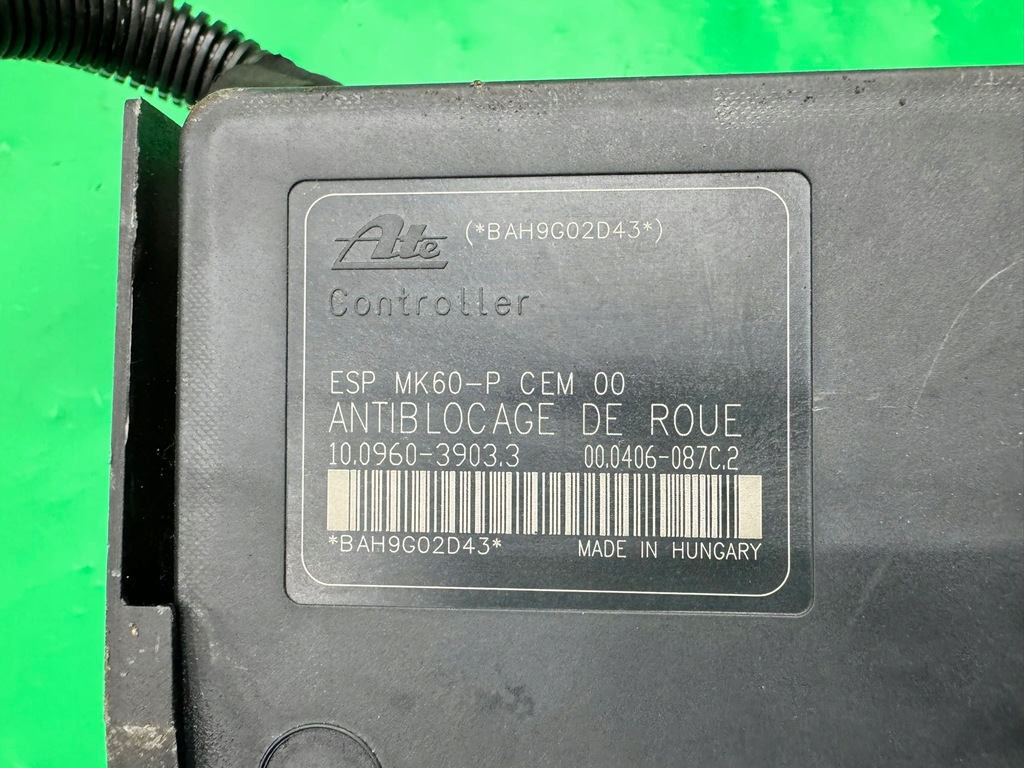 Ate (*BAH9G02D43*)
Controller
ESP MK60-P CEM 00
ANTIBLOCAGE DE ROUE
10.0960-3903.3 00.0406-087C.2
*BAH9G02D43* MADE IN HUNGARY